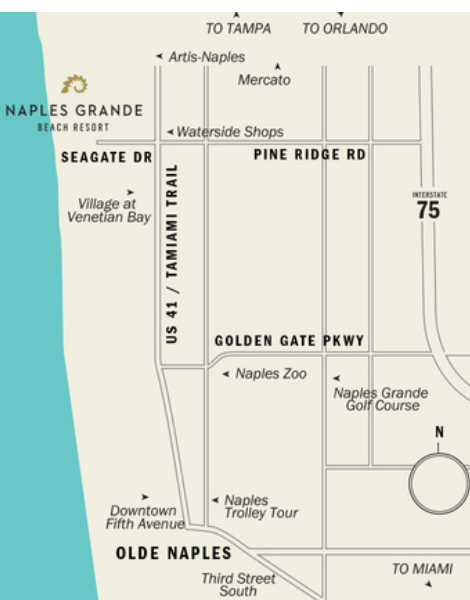 TO TAMPA
TO ORLANDO
Artis-Naples
Mercato
NAPLES GRANDE
BEACH RESORT
Waterside Shops
SEAGATE DR
PINE RIDGE RD
Village at
Venetian Bay
US 41 / TAMIAMI TRAIL
INTERSTATE
75
GOLDEN GATE PKWY
Naples Zoo
Naples Grande
Golf Course
N
Downtown
Fifth Avenue
Naples
Trolley Tour
OLDE NAPLES
Third Street
South
TO MIAMI